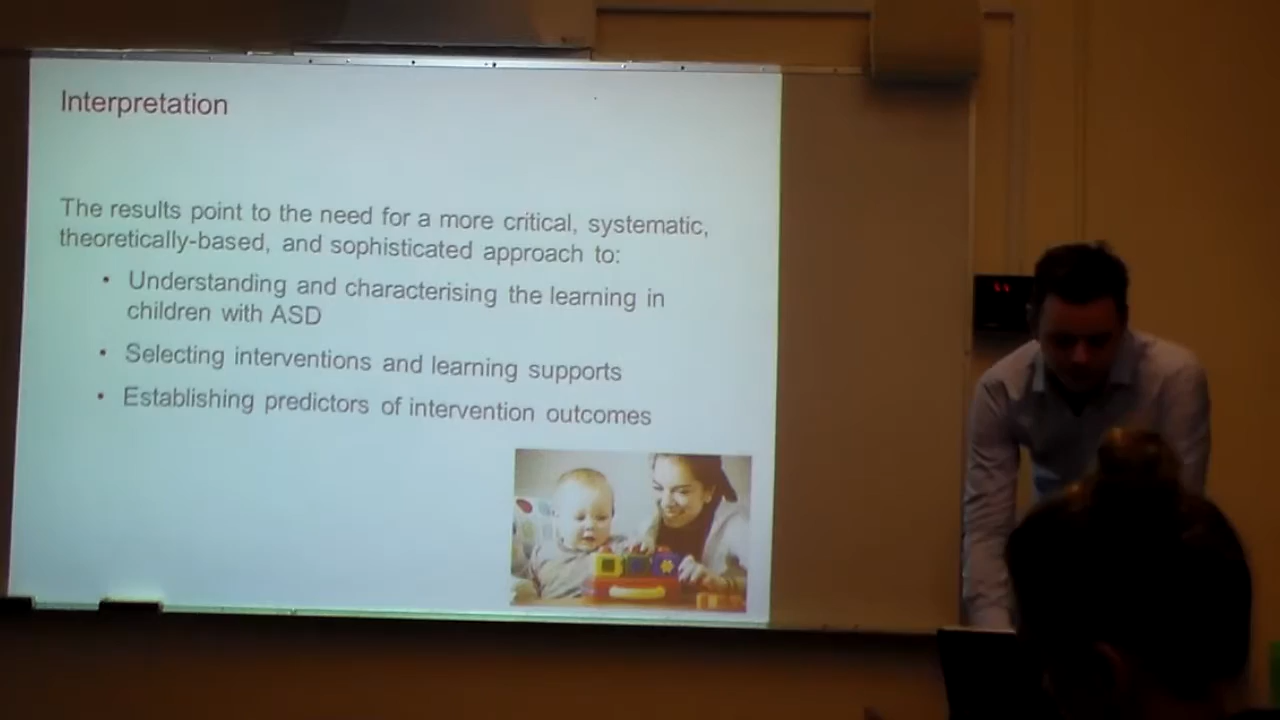 Interpretation
The results point to the need for a more critical, systematic,
theoretically-based, and sophisticated approach to:
• Understanding and characterising the learning in
children with ASD
• Selecting interventions and learning supports
• Establishing predictors of intervention outcomes